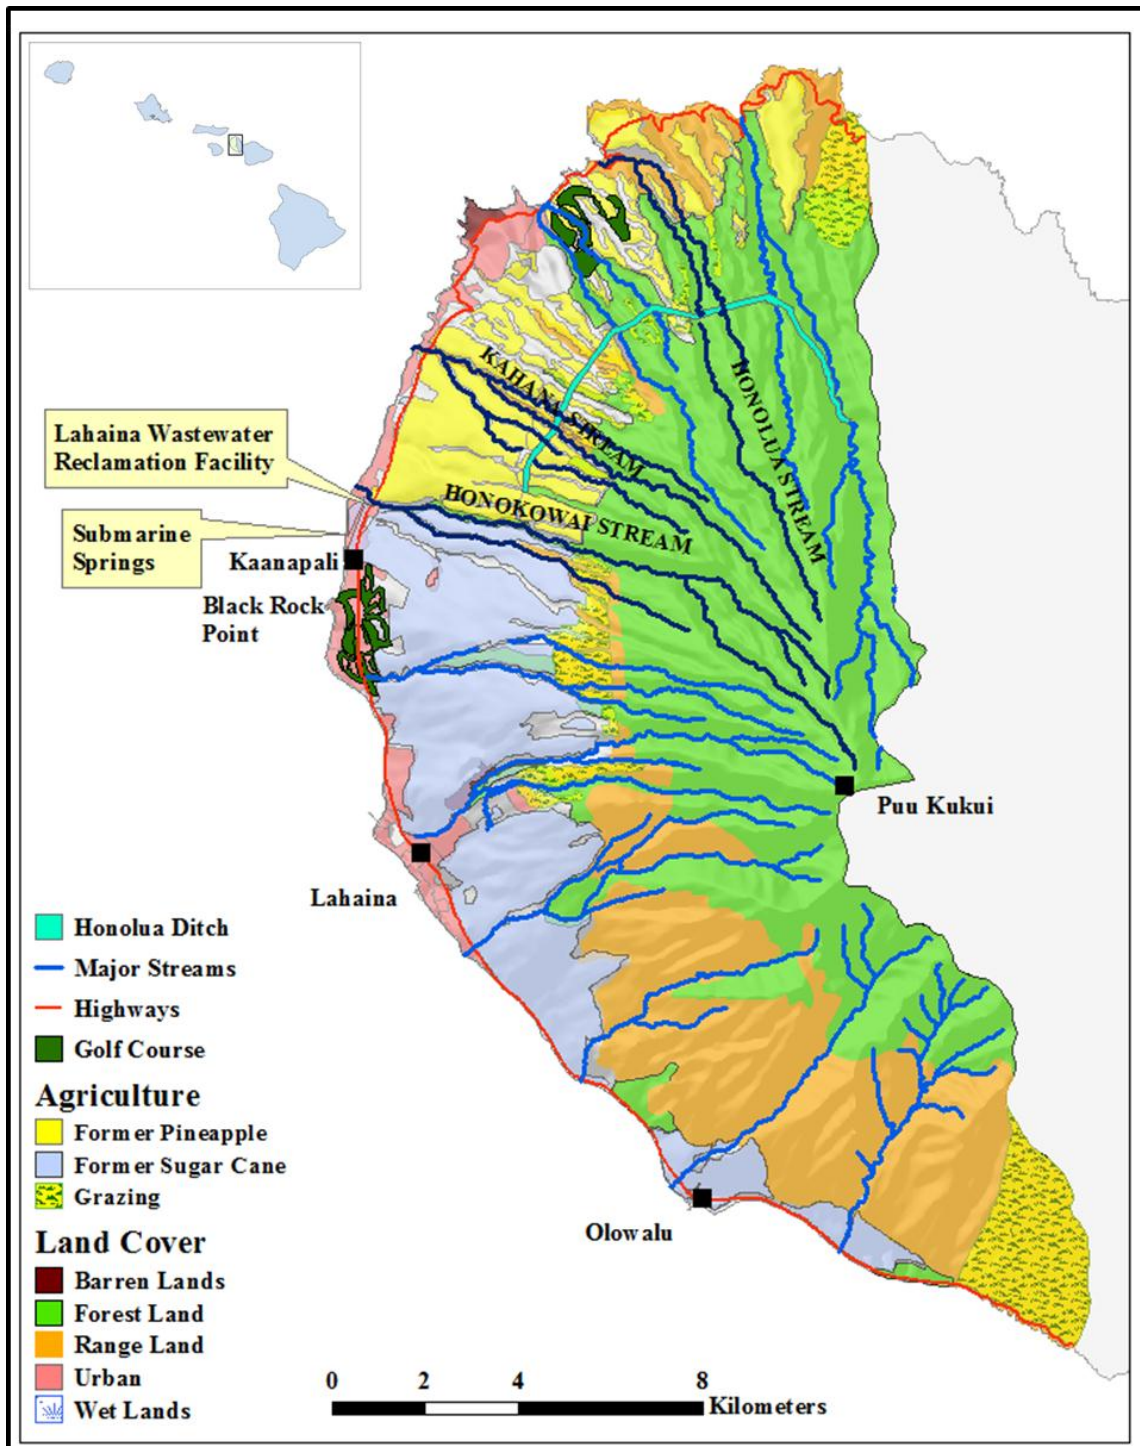 Lahaina Wastewater
Reclamation Facility
Submarine
Springs
Kaanapali
Black Rock
Point
KAHANA STREAM
HONOLUA STREAM
HONOKOWAI STREAM
Puu Kukui
Lahaina
Olowalu
Honolua Ditch
Major Streams
Highways
Golf Course
Agriculture
Former Pineapple
Former Sugar Cane
Grazing
Land Cover
Barren Lands
Forest Land
Range Land
Urban
Wet Lands
0 2 4 8
Kilometers